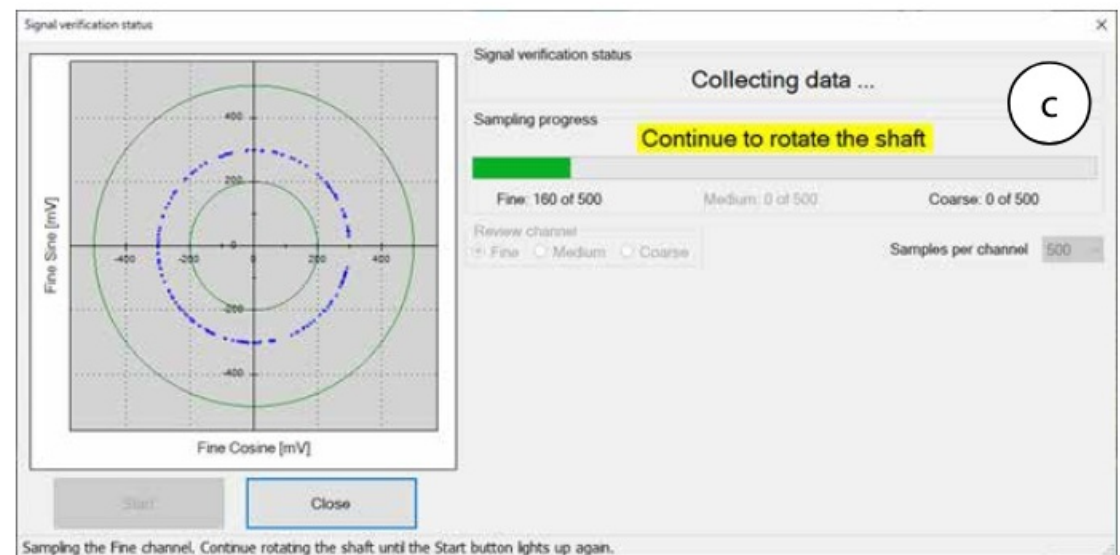 Signal verification status
×
Signal verification status
Collecting data ...
C
Sampling progress
Continue to rotate the shaft
Fine: 160 of 500 Medium: 0 of 500 Coarse: 0 of 500
Review channel
Fine Medium Coarse
Samples per channel 500
Fine Sine [mV]
400
200
-400 -200 0 200 400
-200
-400
Fine Cosine [mV]
Start Close
Sampling the Fine channel. Continue rotating the shaft until the Start button lights up again.